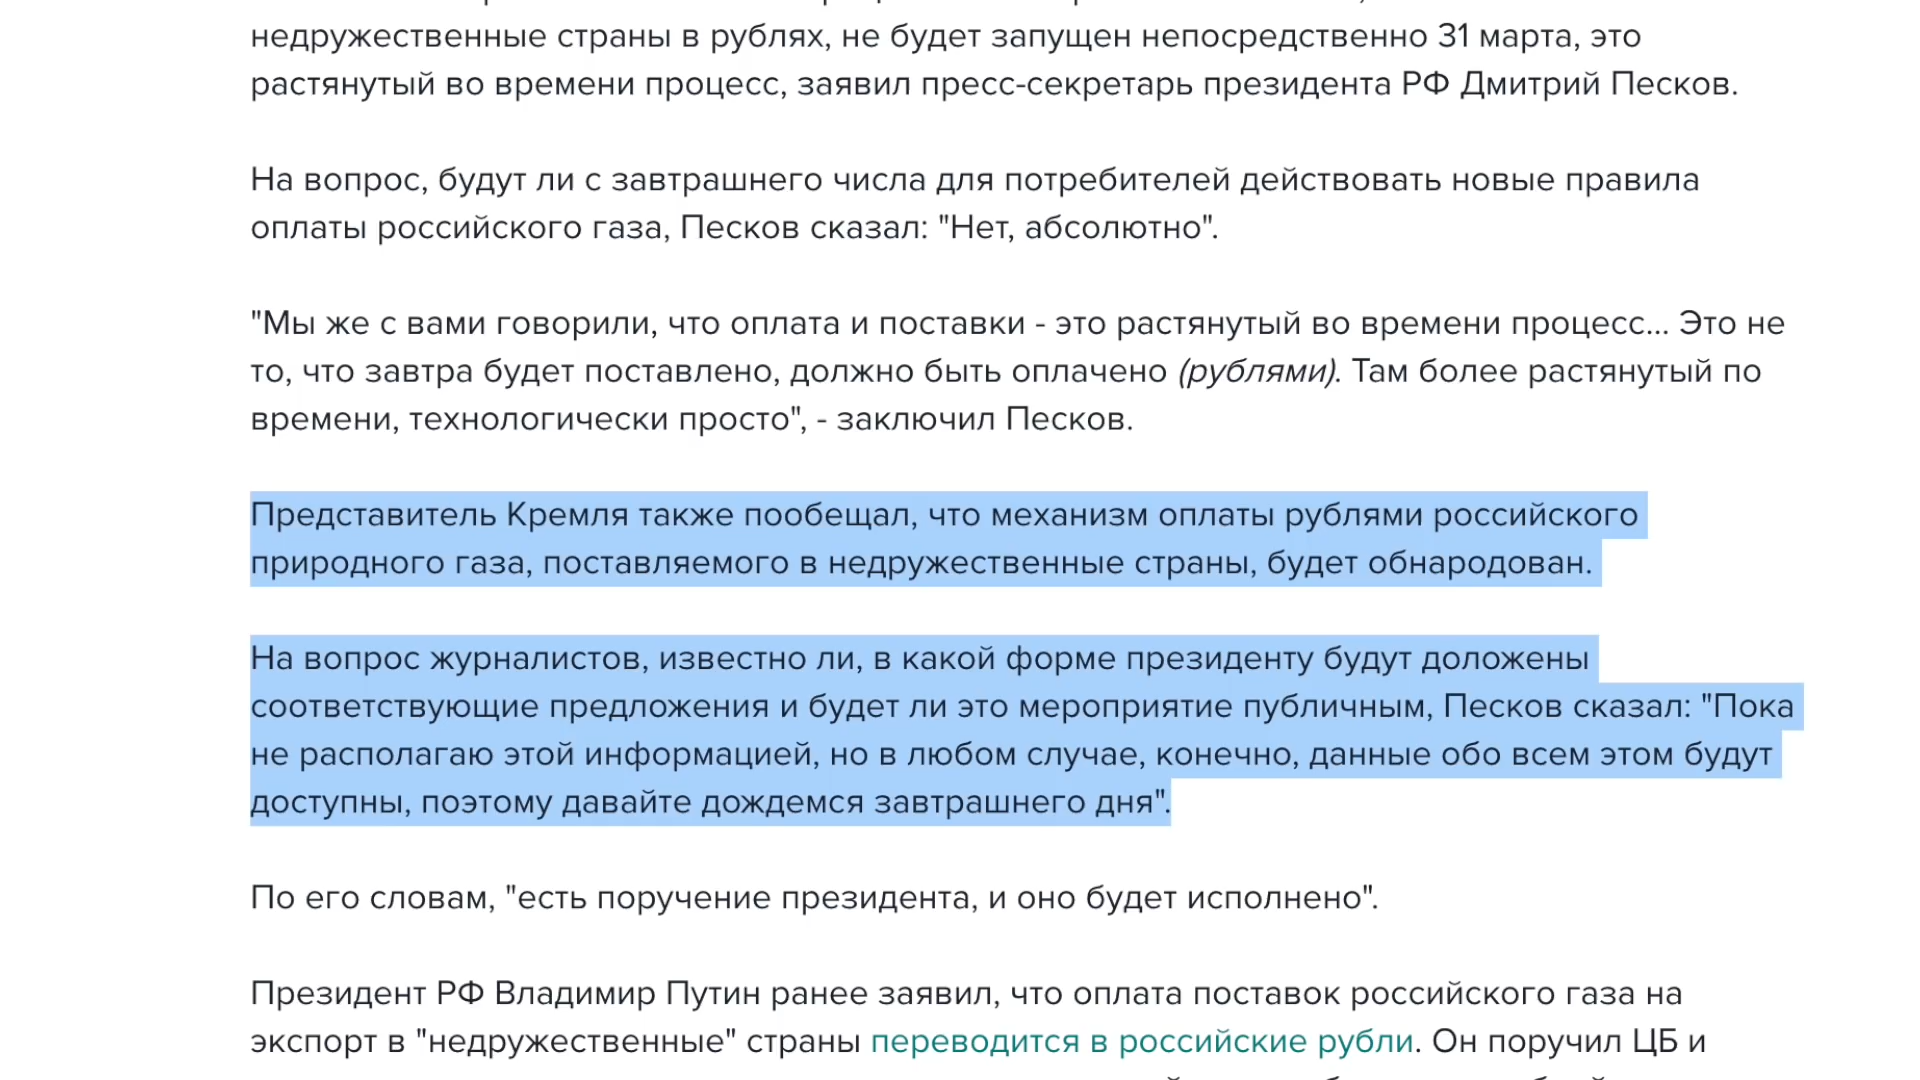 недружественные страны в рублях, не будет запущен непосредственно 31 марта, это
растянутый во времени процесс, заявил пресс-секретарь президента РФ Дмитрий Песков.
На вопрос, будут ли с завтрашнего числа для потребителей действовать новые правила
оплаты российского газа, Песков сказал: "Нет, абсолютно".
"Мы же с вами говорили, что оплата и поставки - это растянутый во времени процесс... Это не
то, что завтра будет поставлено, должно быть оплачено (рублями). Там более растянутый по
времени, технологически просто", - заключил Песков.
Представитель Кремля также пообещал, что механизм оплаты рублями российского
природного газа, поставляемого в недружественные страны, будет обнародован.
На вопрос журналистов, известно ли, в какой форме президенту будут доложены
соответствующие предложения и будет ли это мероприятие публичным, Песков сказал: "Пока
не располагаю этой информацией, но в любом случае, конечно, данные обо всем этом будут
доступны, поэтому давайте дождемся завтрашнего дня".
По его словам, "есть поручение президента, и оно будет исполнено".
Президент РФ Владимир Путин ранее заявил, что оплата поставок российского газа на
экспорт в "недружественные" страны переводится в российские рубли. Он поручил ЦБ и